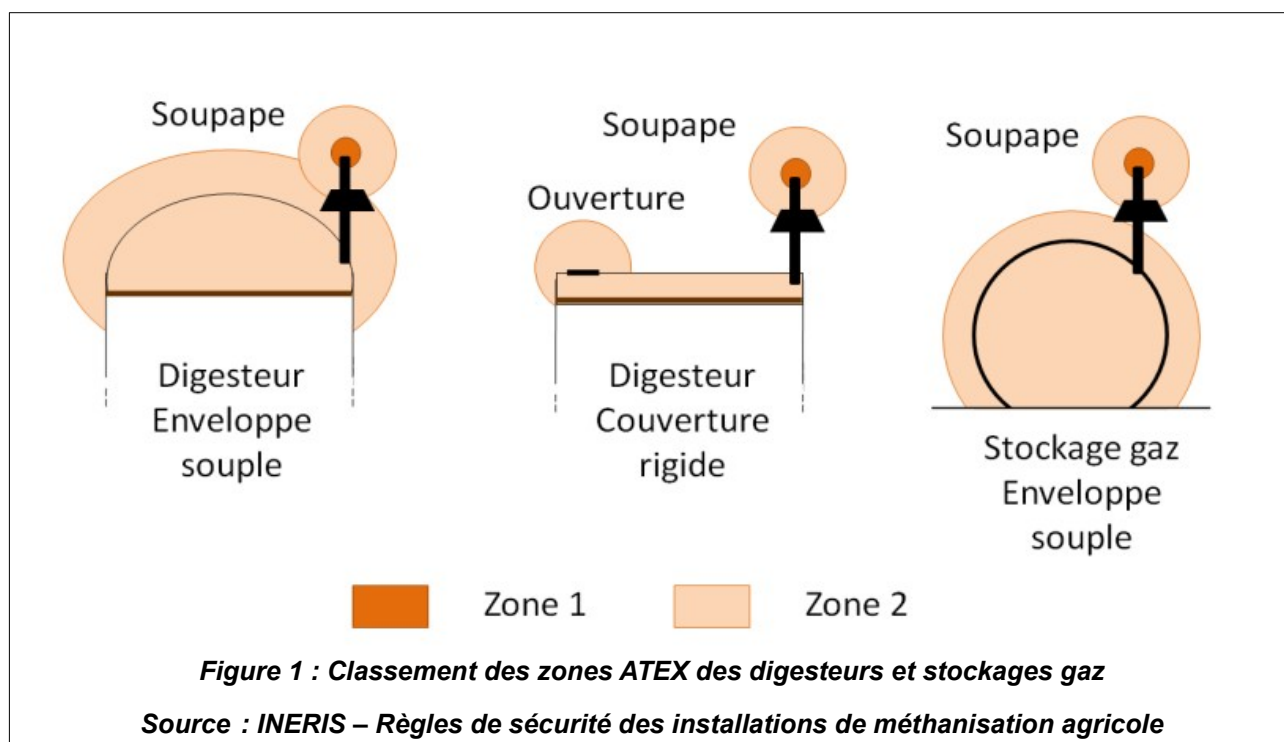 Soupape
Digesteur
Enveloppe
souple
Ouverture
Soupape
Digesteur
Couverture
rigide
Soupape
Stockage gaz
Enveloppe
souple
Zone 1
Zone 2
Figure 1 : Classement des zones ATEX des digesteurs et stockages gaz
Source : INERIS – Règles de sécurité des installations de méthanisation agricole